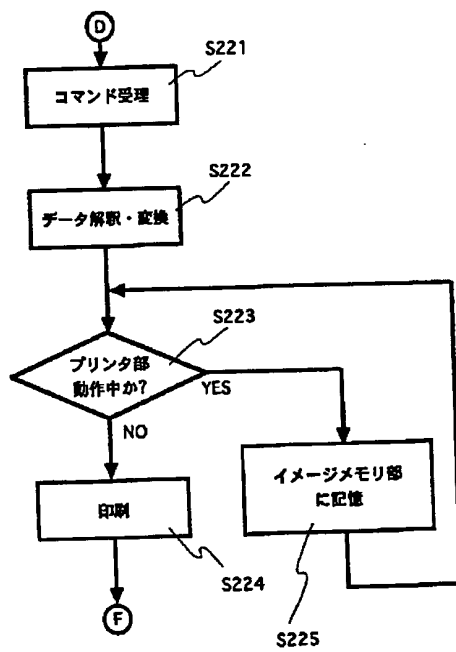 D
S221
コマンド受理
S222
データ解釈・変換
S223
プリンタ部
動作中か?
YES
NO
イメージメモリ部
に記憶
印刷
S224
F
S225